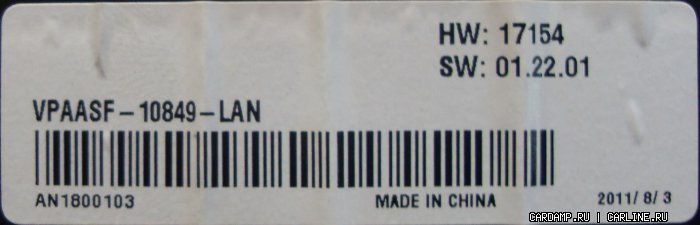 HW: 17154
SW: 01.22.01
VPAASF-10849-LAN
AN1800103
MADE IN CHINA
2011/ 8/ 3
CARDAMP.RU | CARLINE.RU